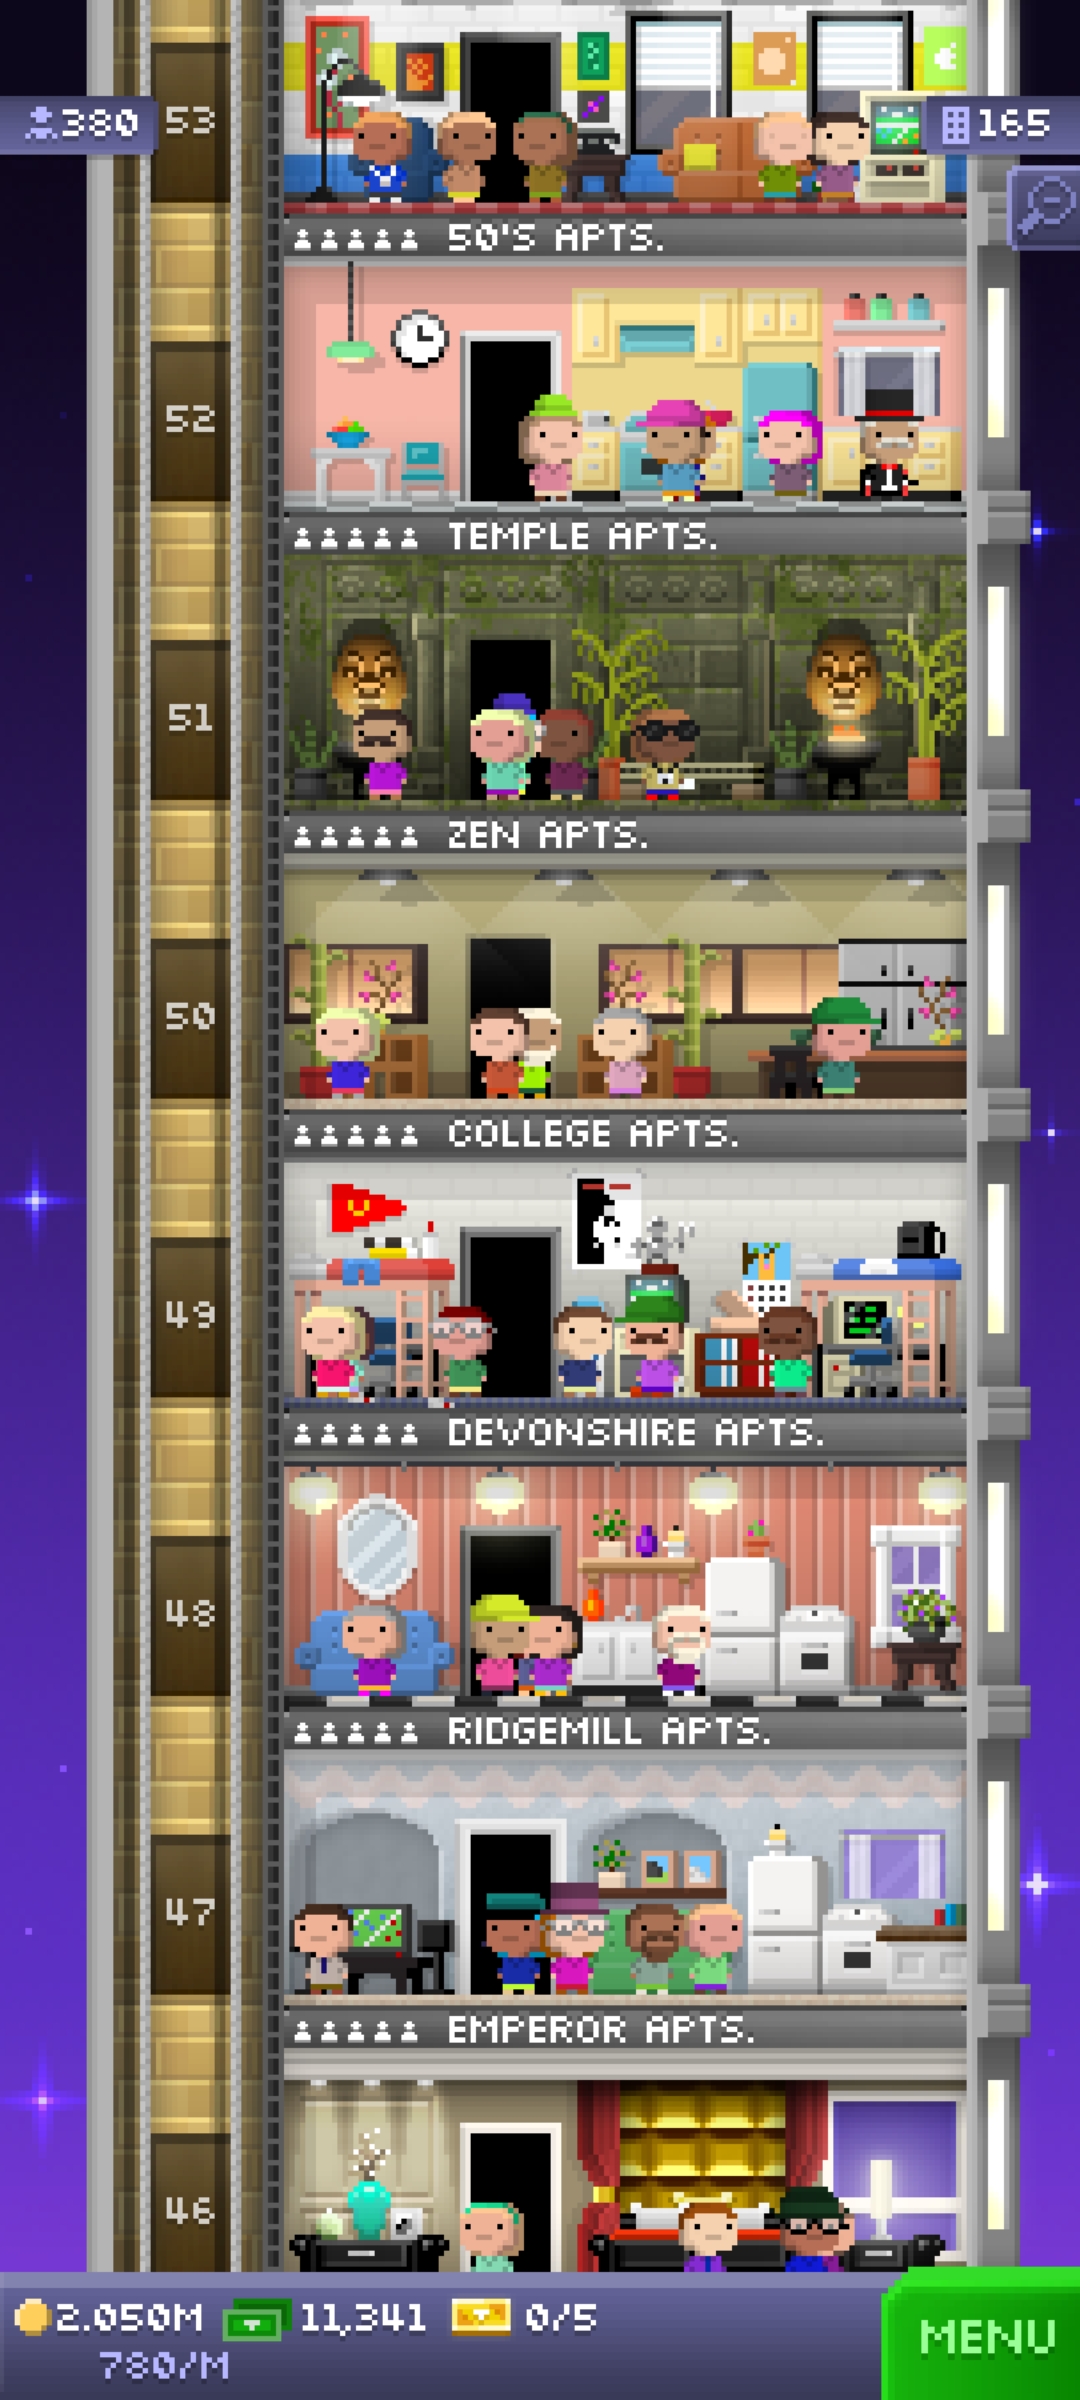 380
53
165
50'S APTS.
52
TEMPLE APTS.
51
ZEN APTS.
50
COLLEGE APTS.
49
DEVONSHIRE APTS.
48
RIDGEMILL APTS.
47
EMPEROR APTS.
46
2.050M 11,341 0/5
780/M
MENU